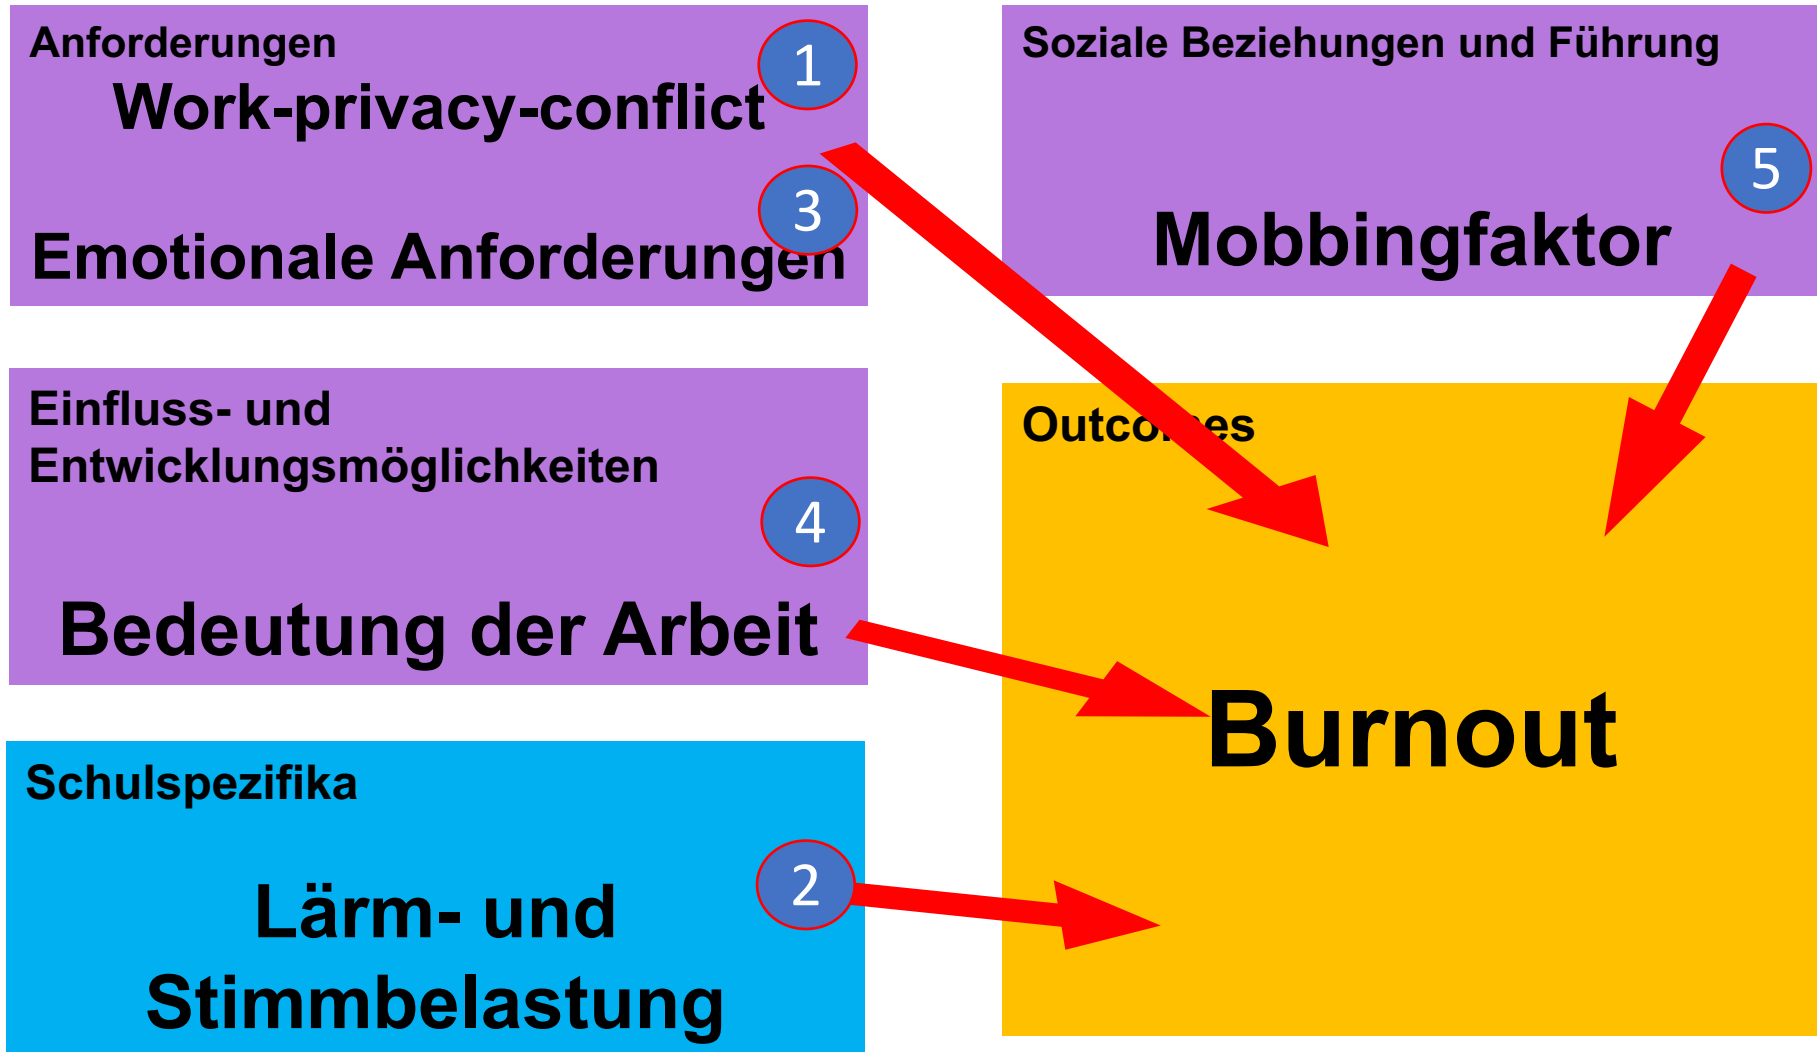 Anforderungen
1
Work-privacy-conflict
3
Emotionale Anforderungen
Soziale Beziehungen und Führung
5
Mobbingfaktor
Einfluss- und
Entwicklungsmöglichkeiten
4
Bedeutung der Arbeit
Outcomes
Burnout
Schulspezifika
2
Lärm- und
Stimmbelastung